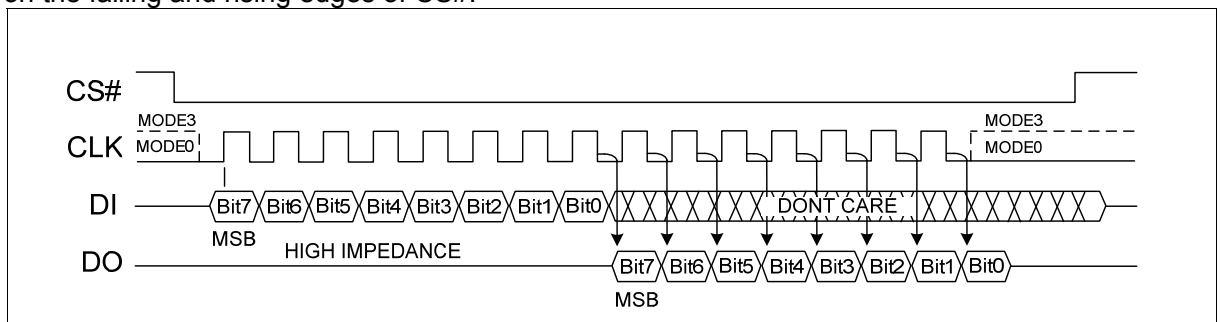 on the falling and rising edges of CS#.
CS#
MODE3 MODE3
CLK MODE0 MODE0
DI Bit7 Bit6 Bit5 Bit4 Bit3 Bit2 Bit1 Bit0 DONT CARE
MSB
HIGH IMPEDANCE
DO Bit7 Bit6 Bit5 Bit4 Bit3 Bit2 Bit1 Bit0
MSB